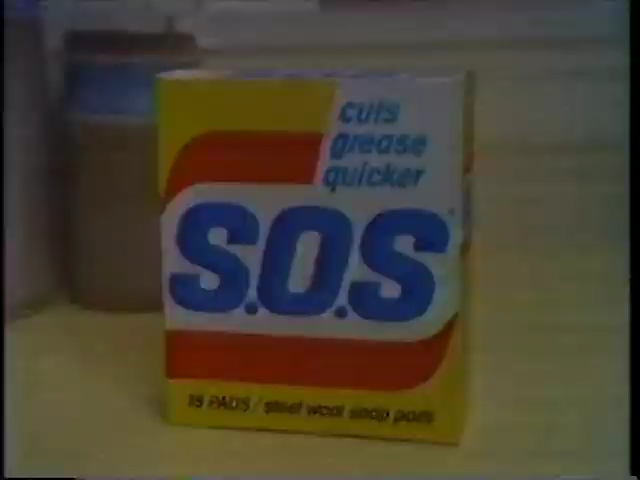 cuts
grease
quicker
S.O.S
18 PADS / steel wool soap pads